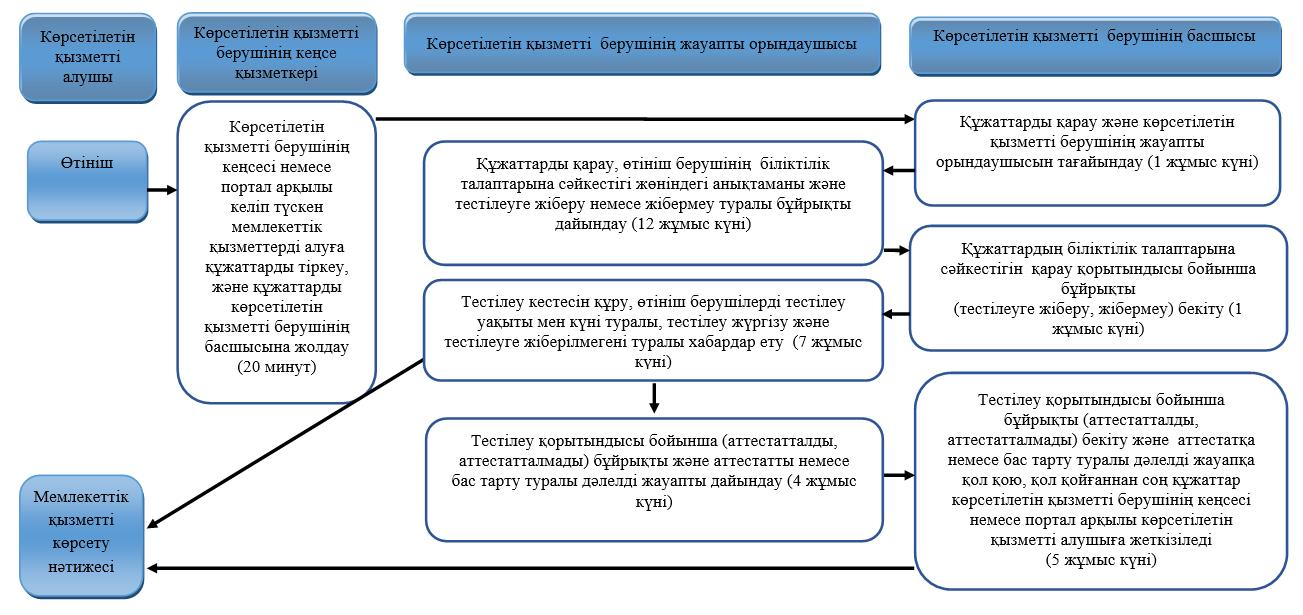 Көрсетілетін
қызметті
алушы
Көрсетілетін қызметті
берушінің кеңсе
қызметкері
Көрсетілетін қызметті берушінің жауапты орындаушысы
Көрсетілетін қызметті берушінің басшысы
Өтініш
Көрсетілетін
қызметті берушінің
кеңсесі немесе
портал арқылы
келіп түскен
мемлекеттік
қызметтерді алуға
құжаттарды тіркеу,
және құжаттарды
көрсетілетін
қызметті берушінің
басшысына жолдау
(20 минут)
Құжаттарды қарау және көрсетілетін
қызметті берушінің жауапты
орындаушысын тағайындау (1 жұмыс күні)
Құжаттарды қарау, өтініш берушінің біліктілік
талаптарына сәйкестігі жөніндегі анықтаманы және
тестілеуге жіберу немесе жібермеу туралы бұйрықты
дайындау (12 жұмыс күні)
Құжаттардың біліктілік талаптарына
сәйкестігін қарау қорытындысы бойынша
бұйрықты
(тестілеуге жіберу, жібермеу) бекіту (1
жұмыс күні)
Тестілеу кестесін құру, өтініш берушілерді тестілеу
уақыты мен күні туралы, тестілеу жүргізу және
тестілеуге жіберілмегені туралы хабардар ету (7 жұмыс
күні)
Тестілеу қорытындысы бойынша (аттестатталды,
аттестатталмады) бұйрықты және аттестатты немесе
бас тарту туралы дәлелді жауапты дайындау (4 жұмыс
күні)
Тестілеу қорытындысы бойынша
бұйрықты (аттестатталды,
аттестатталмады) бекіту және аттестатқа
немесе бас тарту туралы дәлелді жауапқа
қол қою, қол қойғаннан соң құжаттар
көрсетілетін қызметті берушінің кеңсесі
немесе портал арқылы көрсетілетін
қызметті алушыға жеткізіледі
(5 жұмыс күні)
Мемлекеттік
қызметті
көрсету
нәтижесі